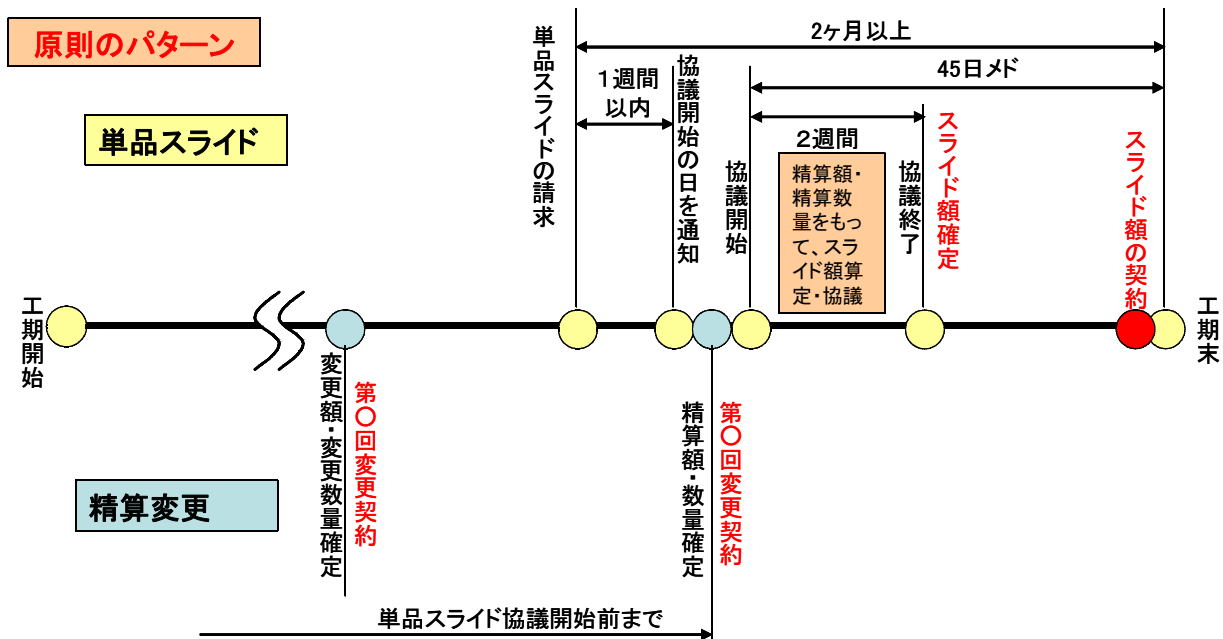 原則のパターン
単品スライド
2ヶ月以上
45日メド
1週間
以内
2週間
単品スライドの請求
協議開始の日を通知
協議開始
精算額・
精算数
量をもっ
て、スラ
イド額算
定・協議
協議終了
スライド額確定
スライド額の契約
工期開始
工期末
変更額・変更数量確定
第〇回変更契約
精算額・数量確定
第〇回変更契約
精算変更
単品スライド協議開始前まで